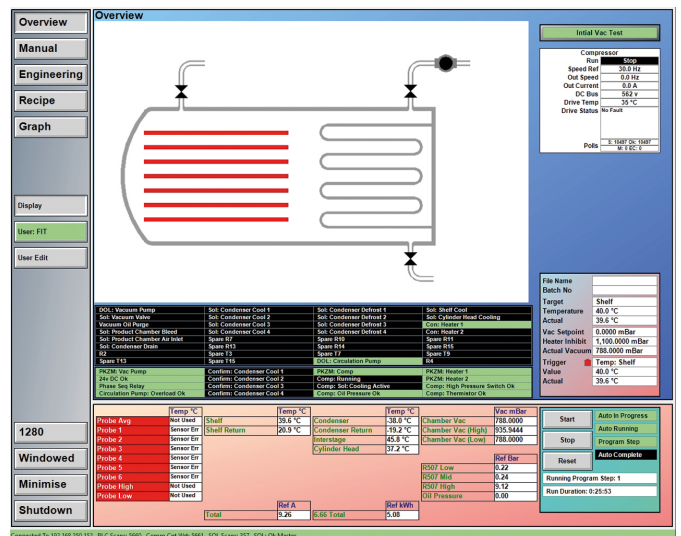 Overview
Manual
Engineering
Recipe
Graph
Display
User: FIT
User Edit
1280
Windowed
Minimise
Shutdown
Overview
Intial Vac Test
Compressor
Run Stop
Speed Ref 30.0 Hz
Out Speed 0.0 Hz
Out Current 0.0 A
DC Bus 562 v
Drive Temp 35 °C
Drive Status No Fault
Polls S: 10497 Ok: 10497
M: 0 EC: 0
File Name
Batch No
Target Shelf
Temperature 40.0 °C
Actual 39.6 °C
Vac Setpoint 0.0000 mBar
Heater Inhibit 1,100.0000 mBar
Actual Vacuum 788.0000 mBar
Trigger Temp: Shelf
Value 40.0 °C
Actual 39.6 °C
DOL: Vacuum Pump Sol: Condenser Cool 1 Sol: Condenser Defrost 1 Sol: Shelf Cool
Sol: Vacuum Valve Sol: Condenser Cool 2 Sol: Condenser Defrost 2 Sol: Cylinder Head Cooling
Vacuum Oil Purge Sol: Condenser Cool 3 Sol: Condenser Defrost 3 Con: Heater 1
Sol: Product Chamber Bleed Sol: Condenser Cool 4 Sol: Condenser Defrost 4 Con: Heater 2
Sol: Product Chamber Air Inlet Spare R7 Spare R10 Spare R11
Sol: Condenser Drain Spare R13 Spare R14 Spare R15
R2 Spare T3 Spare T7 Spare T9
Spare T13 Spare T15 DOL: Circulation Pump R4
PKZM: Vac Pump Confirm: Condenser Cool 1 PKZM: Comp PKZM: Heater 1
24v DC Ok Confirm: Condenser Cool 2 Comp: Running PKZM: Heater 2
Phase Seq Relay Confirm: Condenser Cool 3 Comp: Sol: Cooling Active Comp: High Pressure Switch Ok
Circulation Pump: Overload Ok Confirm: Condenser Cool 4 Comp: Oil Pressure Ok Comp: Thermistor Ok
Temp °C Temp °C Temp °C Vac mBar
Probe Avg Not Used Shelf 39.6 °C Condenser -38.0 °C Chamber Vac 788.0000
Probe 1 Sensor Err Shelf Return 20.9 °C Condenser Return -19.2 °C Chamber Vac (High) 935.9444
Probe 2 Sensor Err Interstage 45.8 °C Chamber Vac (Low) 788.0000
Probe 3 Sensor Err Cylinder Head 37.2 °C
Probe 4 Sensor Err Ref Bar
Probe 5 Sensor Err R507 Low 0.22
Probe 6 Sensor Err R507 Mid 0.24
Probe High Not Used R507 High 9.12
Probe Low Not Used Oil Pressure 0.00
Ref A Ref kWh
Total 9.26 6.66 Total 5.08
Start Auto In Progress
Auto Running
Stop Program Step
Reset Auto Complete
Running Program Step: 1
Run Duration: 0:25:53